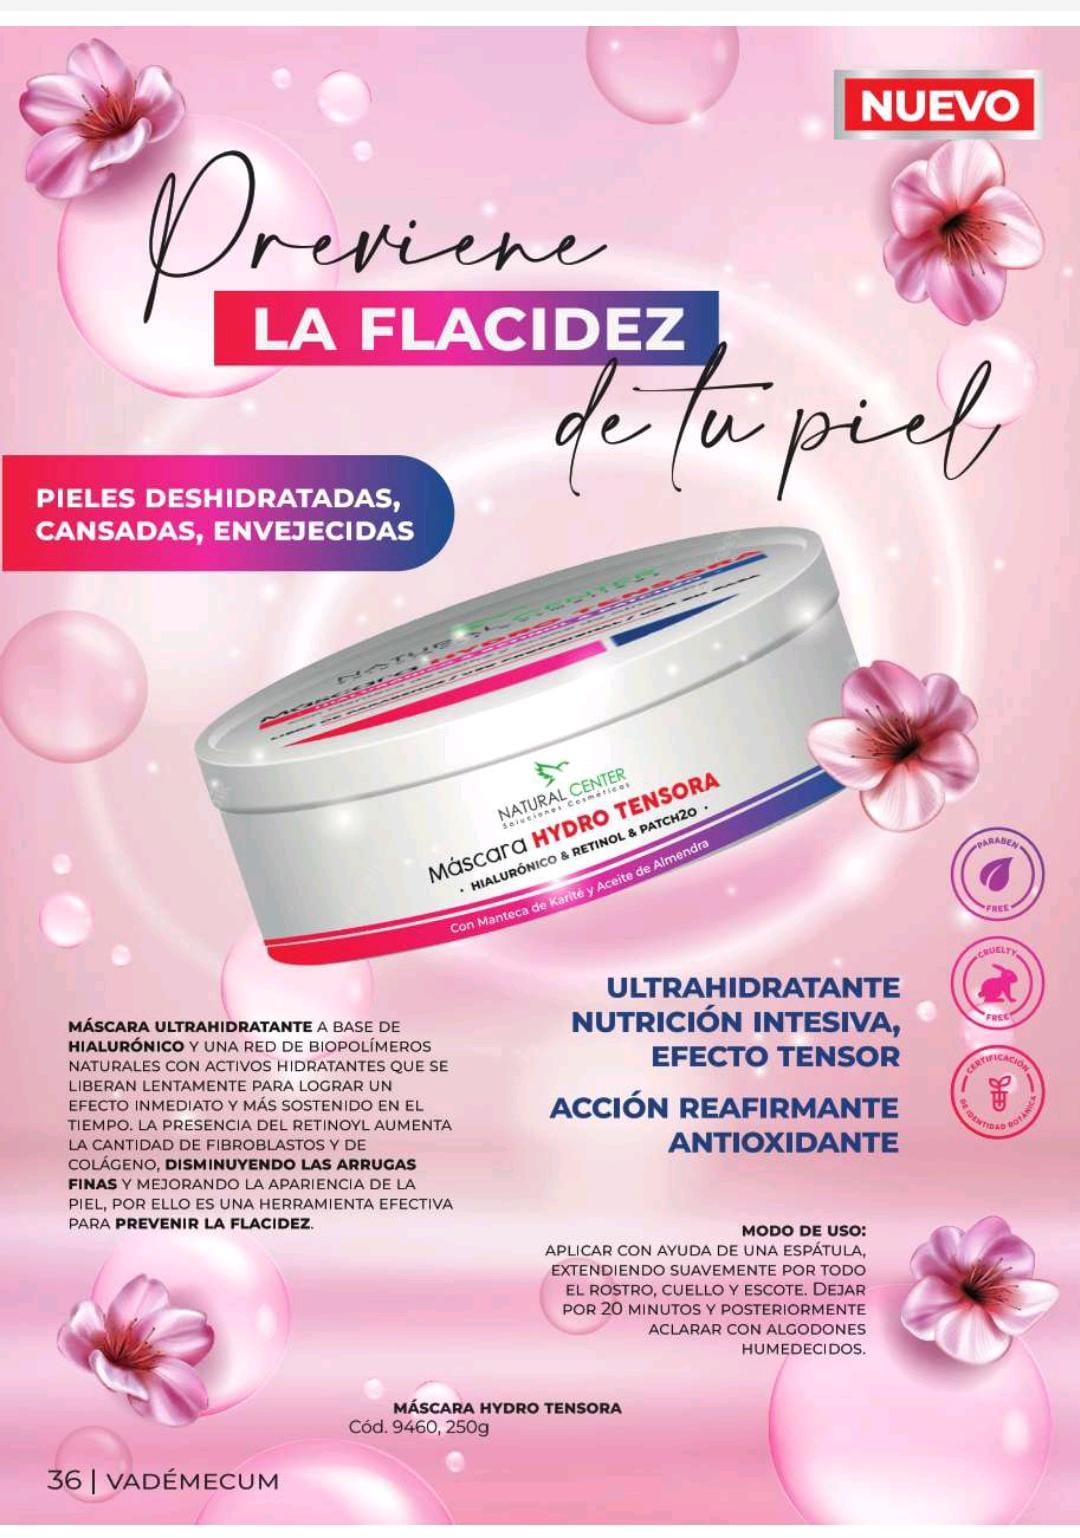 NUEVO
Previene
LA FLACIDEZ
de tu piel
PIELES DESHIDRATADAS,
CANSADAS, ENVEJECIDAS
Máscara HYDRO TENSORA
NATURAL CENTER
Soluciones Cosméticas
Máscara HYDRO TENSORA
· HIALURÓNICO & RETINOL & PATCH2O ·
Con Manteca de Karité y Aceite de Almendra
PARABEN
FREE
CRUELTY
FREE
CERTIFICACIÓN
DE IDENTIDAD BOTÁNICA
ULTRAHIDRATANTE
NUTRICIÓN INTESIVA,
EFECTO TENSOR
ACCIÓN REAFIRMANTE
ANTIOXIDANTE
MÁSCARA ULTRAHIDRATANTE A BASE DE
HIALURÓNICO Y UNA RED DE BIOPOLÍMEROS
NATURALES CON ACTIVOS HIDRATANTES QUE SE
LIBERAN LENTAMENTE PARA LOGRAR UN
EFECTO INMEDIATO Y MÁS SOSTENIDO EN EL
TIEMPO. LA PRESENCIA DEL RETINOYL AUMENTA
LA CANTIDAD DE FIBROBLASTOS Y DE
COLÁGENO, DISMINUYENDO LAS ARRUGAS
FINAS Y MEJORANDO LA APARIENCIA DE LA
PIEL, POR ELLO ES UNA HERRAMIENTA EFECTIVA
PARA PREVENIR LA FLACIDEZ.
MODO DE USO:
APLICAR CON AYUDA DE UNA ESPÁTULA,
EXTENDIENDO SUAVEMENTE POR TODO
EL ROSTRO, CUELLO Y ESCOTE. DEJAR
POR 20 MINUTOS Y POSTERIORMENTE
ACLARAR CON ALGODONES
HUMEDECIDOS.
MÁSCARA HYDRO TENSORA
Cód. 9460, 250g
36 | VADÉMECUM